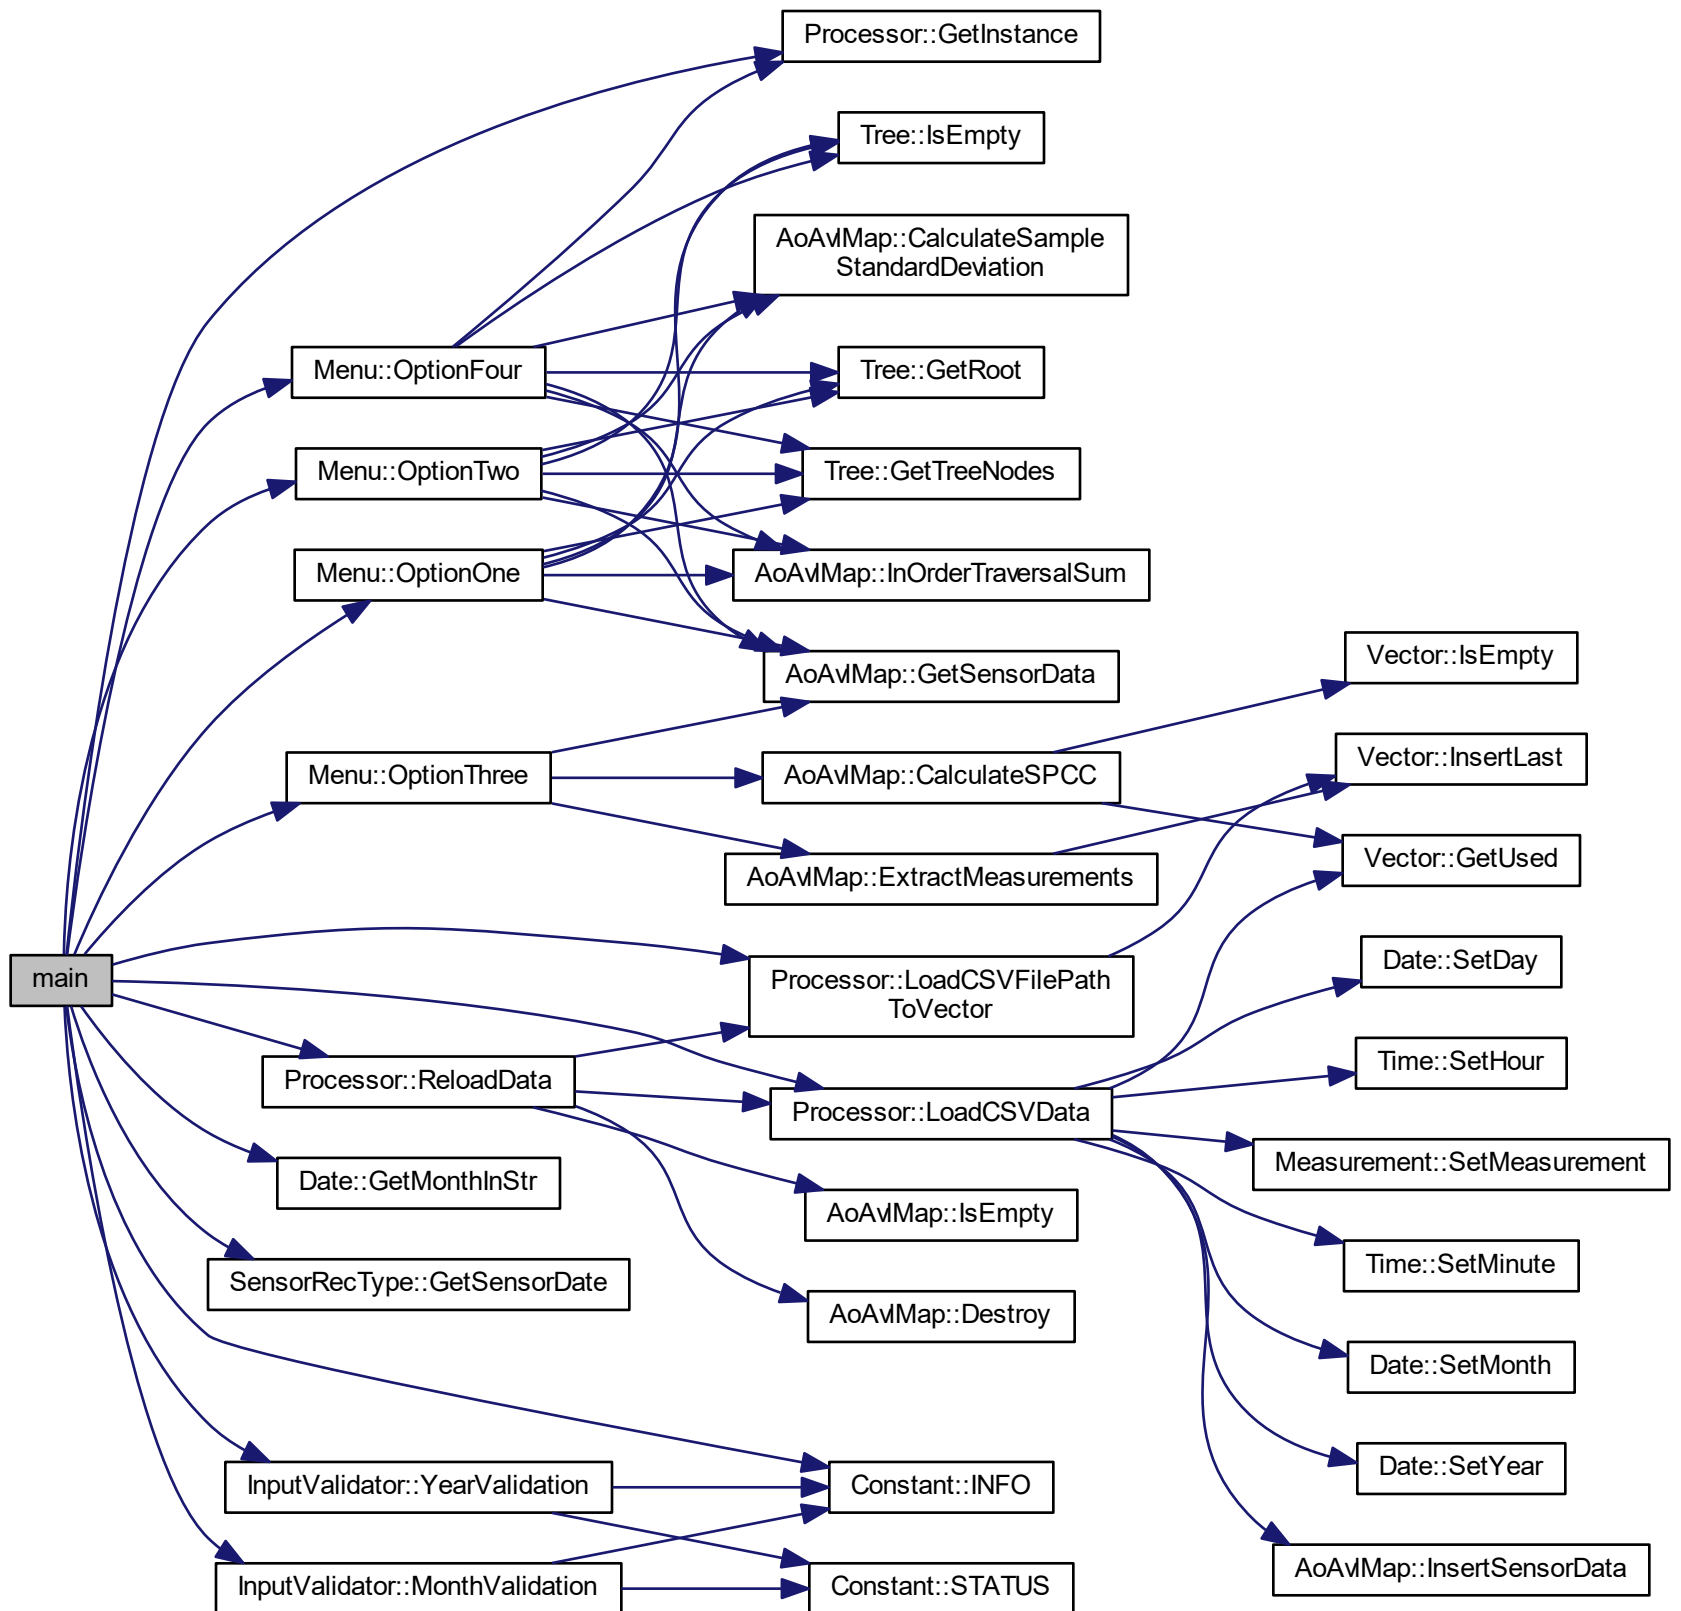 Processor::GetInstance
Tree::IsEmpty
AoAvlMap::CalculateSample
StandardDeviation
Menu::OptionFour
Tree::GetRoot
Menu::OptionTwo
Tree::GetTreeNodes
Menu::OptionOne
AoAvlMap::InOrderTraversalSum
AoAvlMap::GetSensorData
Vector::IsEmpty
Menu::OptionThree
AoAvlMap::CalculateSPCC
Vector::InsertLast
AoAvlMap::ExtractMeasurements
Vector::GetUsed
main
Processor::LoadCSVFilePath
ToVector
Date::SetDay
Processor::ReloadData
Processor::LoadCSVData
Time::SetHour
Date::GetMonthInStr
AoAvlMap::IsEmpty
Measurement::SetMeasurement
SensorRecType::GetSensorDate
AoAvlMap::Destroy
Time::SetMinute
Date::SetMonth
InputValidator::YearValidation
Constant::INFO
Date::SetYear
InputValidator::MonthValidation
Constant::STATUS
AoAvlMap::InsertSensorData